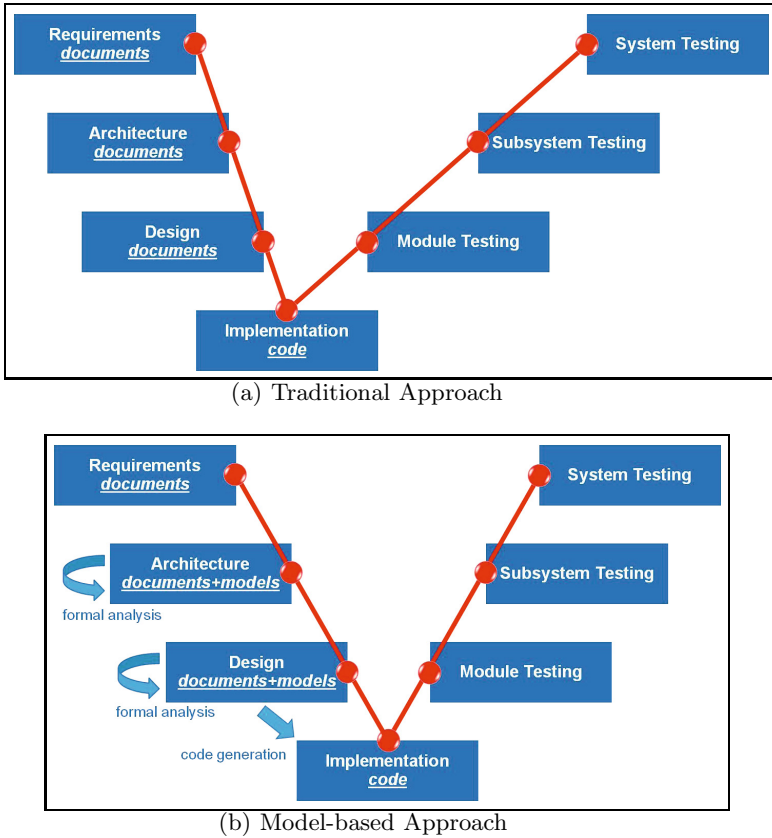 Requirements
documents
System Testing
Architecture
documents
Subsystem Testing
Design
documents
Module Testing
Implementation
code
(a) Traditional Approach
Requirements
documents
System Testing
Architecture
documents+models
Subsystem Testing
formal analysis
Design
documents+models
Module Testing
formal analysis
code generation
Implementation
code
(b) Model-based Approach